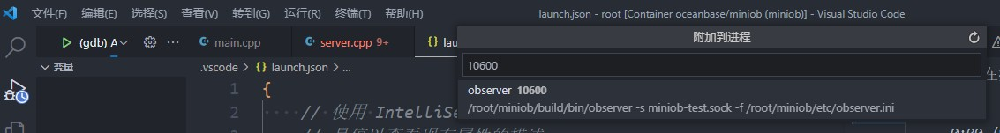 文件(F) 编辑(E) 选择(S) 查看(V) 转到(G) 运行(R) 终端(T) 帮助(H) launch.json - root [Container oceanbase/miniob (miniob)] - Visual Studio Code
(gdb) A main.cpp server.cpp 9+ lau 附加到进程
变量 .vscode > launch.json > ... 10600
1 { observer 10600
2 // 使用 IntelliSe /root/miniob/build/bin/observer -s miniob-test.sock -f /root/miniob/etc/observer.ini